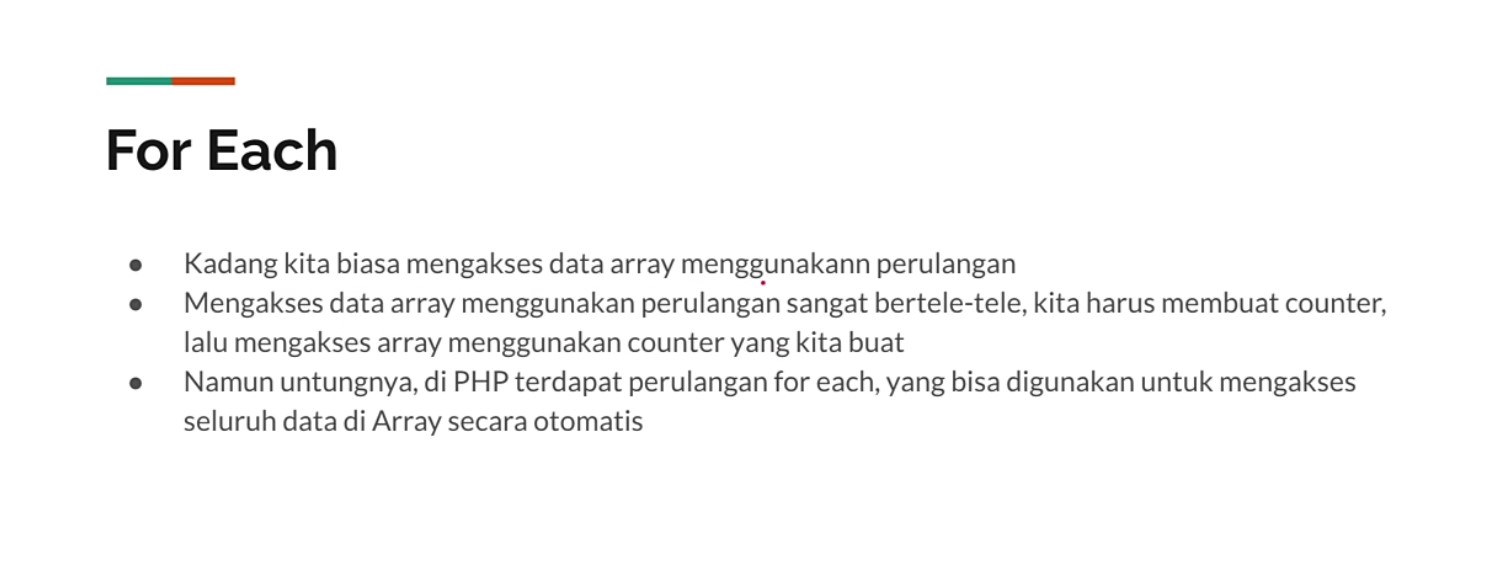 For Each
● Kadang kita biasa mengakses data array menggunakann perulangan
● Mengakses data array menggunakan perulangan sangat bertele-tele, kita harus membuat counter,
lalu mengakses array menggunakan counter yang kita buat
● Namun untungnya, di PHP terdapat perulangan for each, yang bisa digunakan untuk mengakses
seluruh data di Array secara otomatis